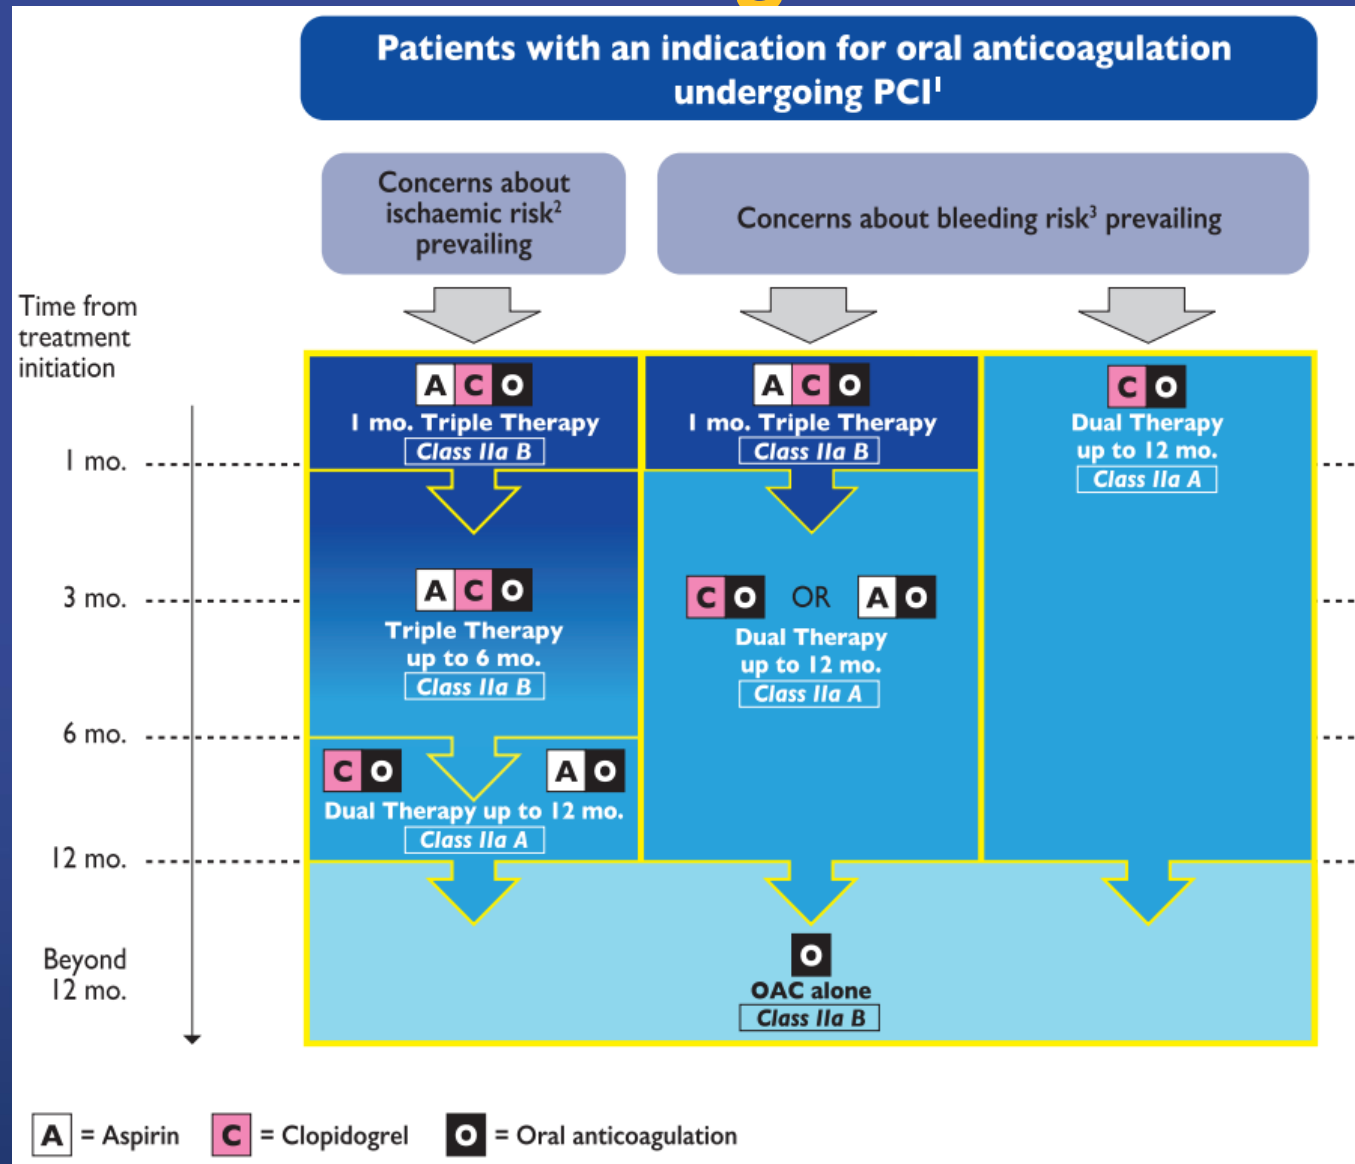 Patients with an indication for oral anticoagulation
undergoing PCI¹
Concerns about
ischaemic risk²
prevailing
Concerns about bleeding risk³ prevailing
Time from
treatment
initiation
A C O
1 mo. Triple Therapy
Class IIa B
A C O
1 mo. Triple Therapy
Class IIa B
C O
Dual Therapy
up to 12 mo.
Class IIa A
1 mo.
A C O
Triple Therapy
up to 6 mo.
Class IIa B
C O OR A O
Dual Therapy
up to 12 mo.
Class IIa A
3 mo.
6 mo.
C O A O
Dual Therapy up to 12 mo.
Class IIa A
12 mo.
Beyond
12 mo.
O
OAC alone
Class IIa B
A = Aspirin C = Clopidogrel O = Oral anticoagulation